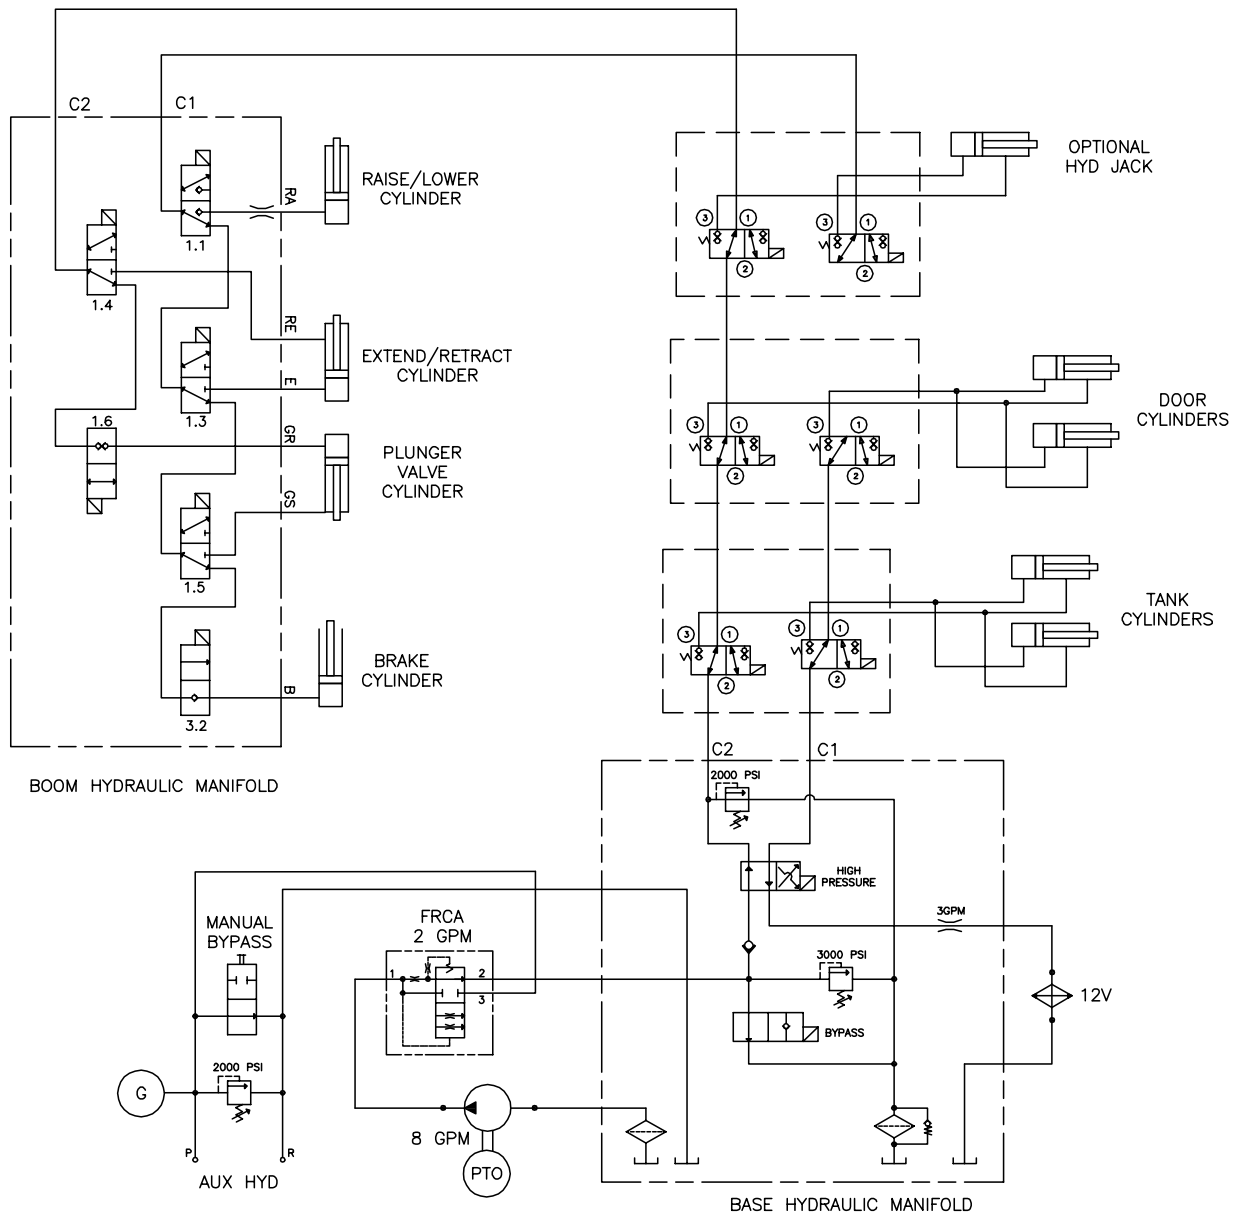 C2
C1
RA
RAISE/LOWER
CYLINDER
1.1
1.4
RE
EXTEND/RETRACT
CYLINDER
E
1.3
1.6
GR
PLUNGER
VALVE
CYLINDER
GS
1.5
BRAKE
CYLINDER
B
3.2
BOOM HYDRAULIC MANIFOLD
OPTIONAL
HYD JACK
3
1
2
3
1
2
DOOR
CYLINDERS
3
1
2
3
1
2
TANK
CYLINDERS
3
1
2
3
1
2
C2
C1
2000 PSI
HIGH
PRESSURE
3GPM
3000 PSI
12V
BYPASS
BASE HYDRAULIC MANIFOLD
MANUAL
BYPASS
FRCA
2 GPM
1
2
3
2000 PSI
G
8 GPM
PTO
P
R
AUX HYD